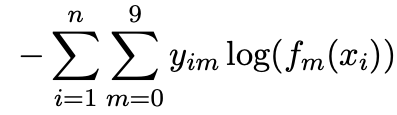 $-\sum_{i=1}^{n} \sum_{m=0}^{9} y_{im} \log(f_m(x_i))$